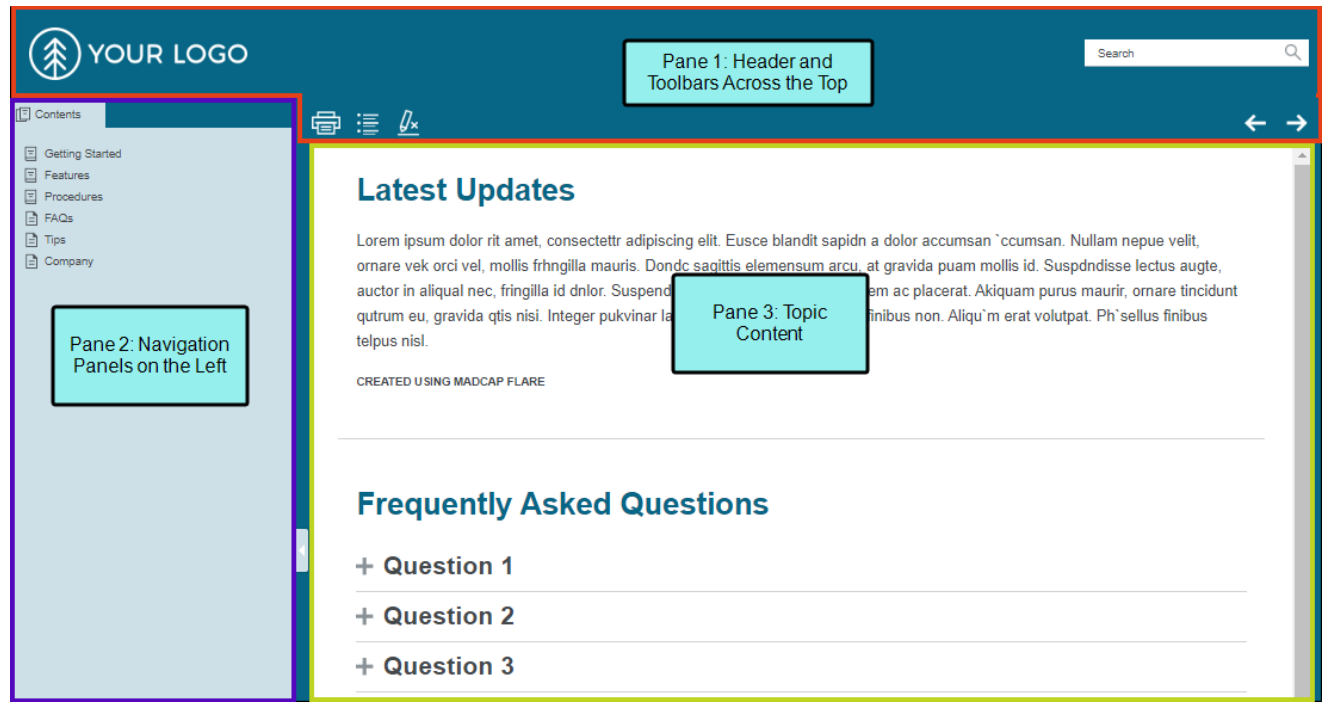 YOUR LOGO
Pane 1: Header and
Toolbars Across the Top
Search
Contents
Getting Started
Features
Procedures
FAQs
Tips
Company
Pane 2: Navigation
Panels on the Left
Latest Updates
Lorem ipsum dolor rit amet, consectettr adipiscing elit. Eusce blandit sapidn a dolor accumsan `ccumsan. Nullam nepue velit,
ornare vek orci vel, mollis frhngilla mauris. Dondc sagittis elemensum arcu, at gravida puam mollis id. Suspdndisse lectus augte,
auctor in aliqual nec, fringilla id dnlor. Suspend em ac placerat. Akiquam purus maurir, ornare tincidunt
qutrum eu, gravida qtis nisi. Integer pukvinar la finibus non. Aliqu`m erat volutpat. Ph`sellus finibus
telpus nisl.
Pane 3: Topic
Content
CREATED USING MADCAP FLARE
Frequently Asked Questions
Question 1
Question 2
Question 3